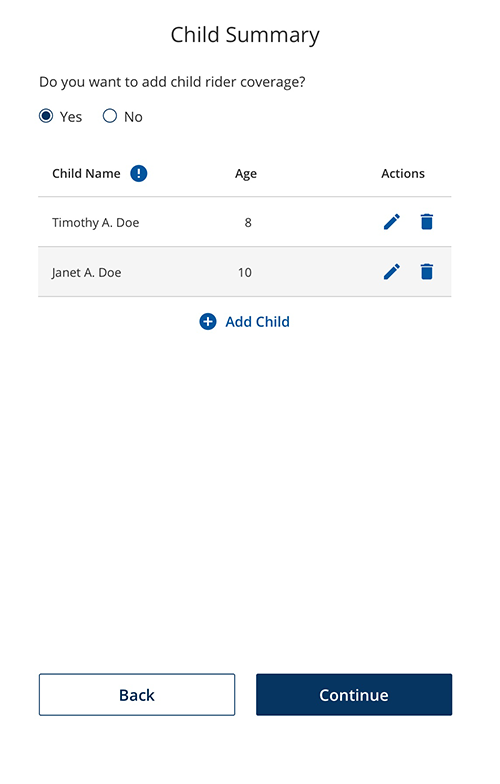 Child Summary
Do you want to add child rider coverage?
Yes No
Child Name Age Actions
Timothy A. Doe 8
Janet A. Doe 10
Add Child
Back Continue